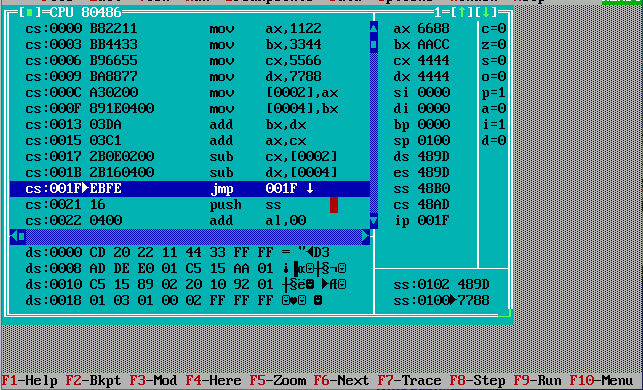 [■]=CPU 80486 1=[↑][↓]
cs:0000 B82211 mov ax,1122 ax 6688 c=0
cs:0003 BB4433 mov bx,3344 bx AACC z=0
cs:0006 B96655 mov cx,5566 cx 4444 s=0
cs:0009 BA8877 mov dx,7788 dx 4444 o=0
cs:000C A30200 mov [0002],ax si 0000 p=1
cs:000F 891E0400 mov [0004],bx di 0000 a=0
cs:0013 03DA add bx,dx bp 0000 i=1
cs:0015 03C1 add ax,cx sp 0100 d=0
cs:0017 2B0E0200 sub cx,[0002] ds 489D
cs:001B 2B160400 sub dx,[0004] es 489D
cs:001F►EBFE jmp 001F ↓ ss 48B0
cs:0021 16 push ss cs 48AD
cs:0022 0400 add al,00 ip 001F
ds:0000 CD 20 22 11 44 33 FF FF = "◄D3
ds:0008 AD DE E0 01 C5 15 AA 01
ds:0010 C5 15 89 02 20 10 92 01 ss:0102 489D
ds:0018 01 03 01 00 02 FF FF FF ☺♥☺ ☻ ss:0100►7788
F1-Help F2-Bkpt F3-Mod F4-Here F5-Zoom F6-Next F7-Trace F8-Step F9-Run F10-Menu